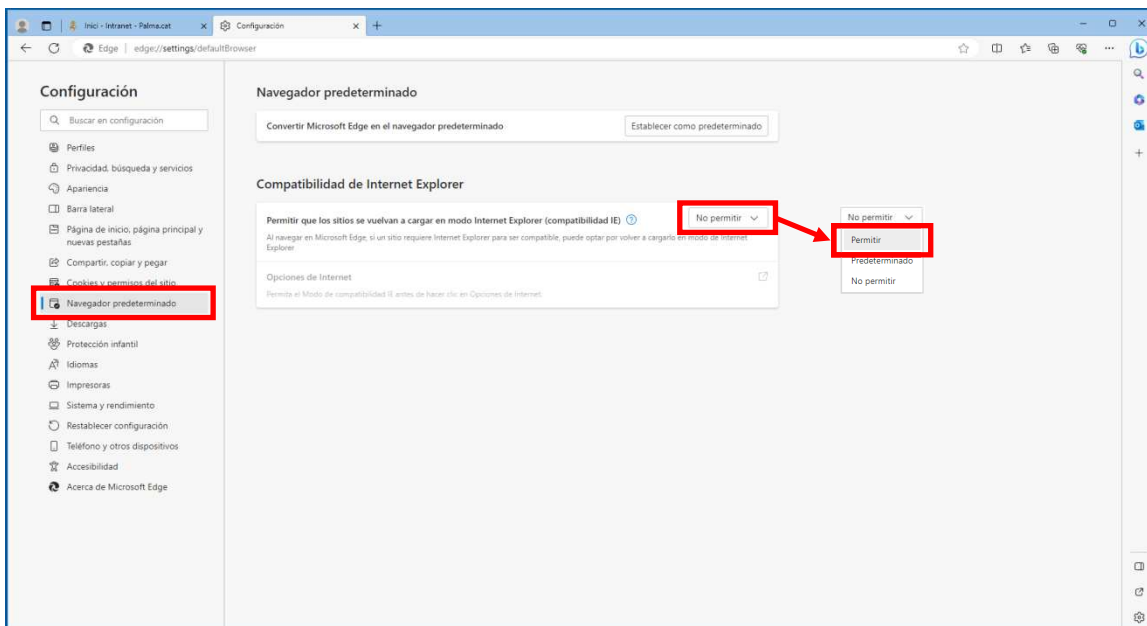 Inici - Intranet - Palma.cat
Configuración
Edge | edge://settings/defaultBrowser
Configuración
Buscar en configuración
Perfiles
Privacidad, búsqueda y servicios
Apariencia
Barra lateral
Página de inicio, página principal y
nuevas pestañas
Compartir, copiar y pegar
Cookies y permisos del sitio
Navegador predeterminado
Descargas
Protección infantil
Idiomas
Impresoras
Sistema y rendimiento
Restablecer configuración
Teléfono y otros dispositivos
Accesibilidad
Acerca de Microsoft Edge
Navegador predeterminado
Convertir Microsoft Edge en el navegador predeterminado
Establecer como predeterminado
Compatibilidad de Internet Explorer
Permitir que los sitios se vuelvan a cargar en modo Internet Explorer (compatibilidad IE)
No permitir
Al navegar en Microsoft Edge, si un sitio requiere Internet Explorer para ser compatible, puede optar por volver a cargarlo en modo de Internet
Explorer
Opciones de Internet
Permita el Modo de compatibilidad IE antes de hacer clic en Opciones de Internet.
No permitir
Permitir
Predeterminado
No permitir